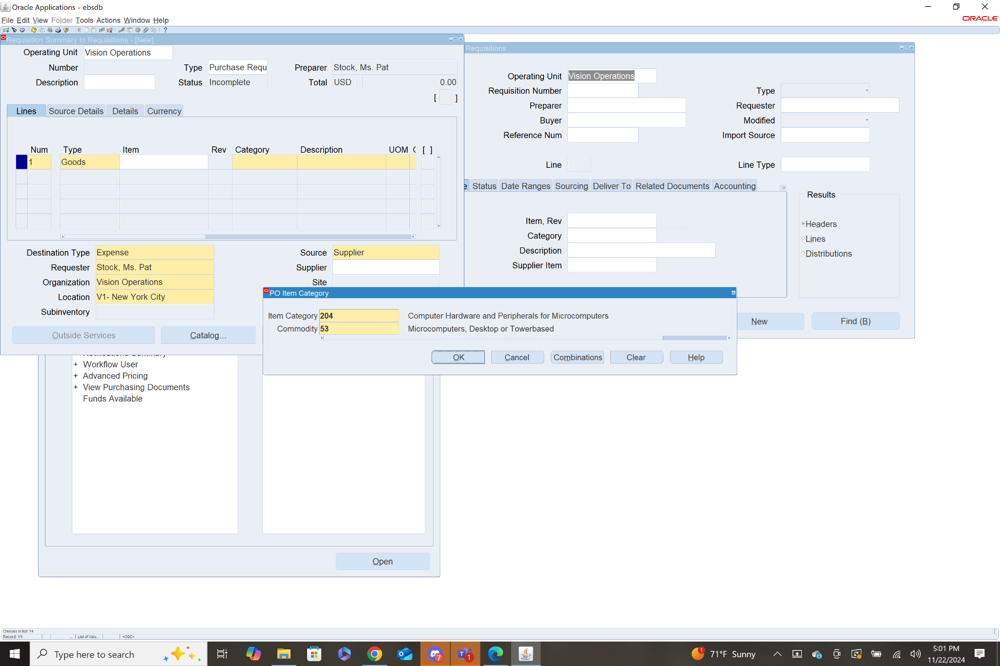 Oracle Applications - ebsdb
File Edit View Folder Tools Actions Window Help
ORACLE
Requisition Summary to Requisitions - [New]
Operating Unit Vision Operations
Number Type Purchase Requ Preparer Stock, Ms. Pat
Description Status Incomplete Total USD 0.00
[ ]
Lines Source Details Details Currency
Num Type Item Rev Category Description UOM [ ]
1 Goods
Destination Type Expense Source Supplier
Requester Stock, Ms. Pat Supplier
Organization Vision Operations Site
Location V1- New York City
Subinventory
Outside Services Catalog...
Requisitions
Operating Unit Vision Operations
Requisition Number Type
Preparer Requester
Buyer Modified
Reference Num Import Source
Line Line Type
Status Date Ranges Sourcing Deliver To Related Documents Accounting
Results
Item, Rev
Category
Description
Supplier Item
Headers
Lines
Distributions
New Find (B)
PO Item Category
Item Category 204 Computer Hardware and Peripherals for Microcomputers
Commodity 53 Microcomputers, Desktop or Towerbased
OK Cancel Combinations Clear Help
+ Workflow User
+ Advanced Pricing
+ View Purchasing Documents
Funds Available
Open
Choices in list: 14
Record: 1/1 ... List of Valu... <OSC>
Type here to search
7
1
1
71°F Sunny
5:01 PM
11/22/2024